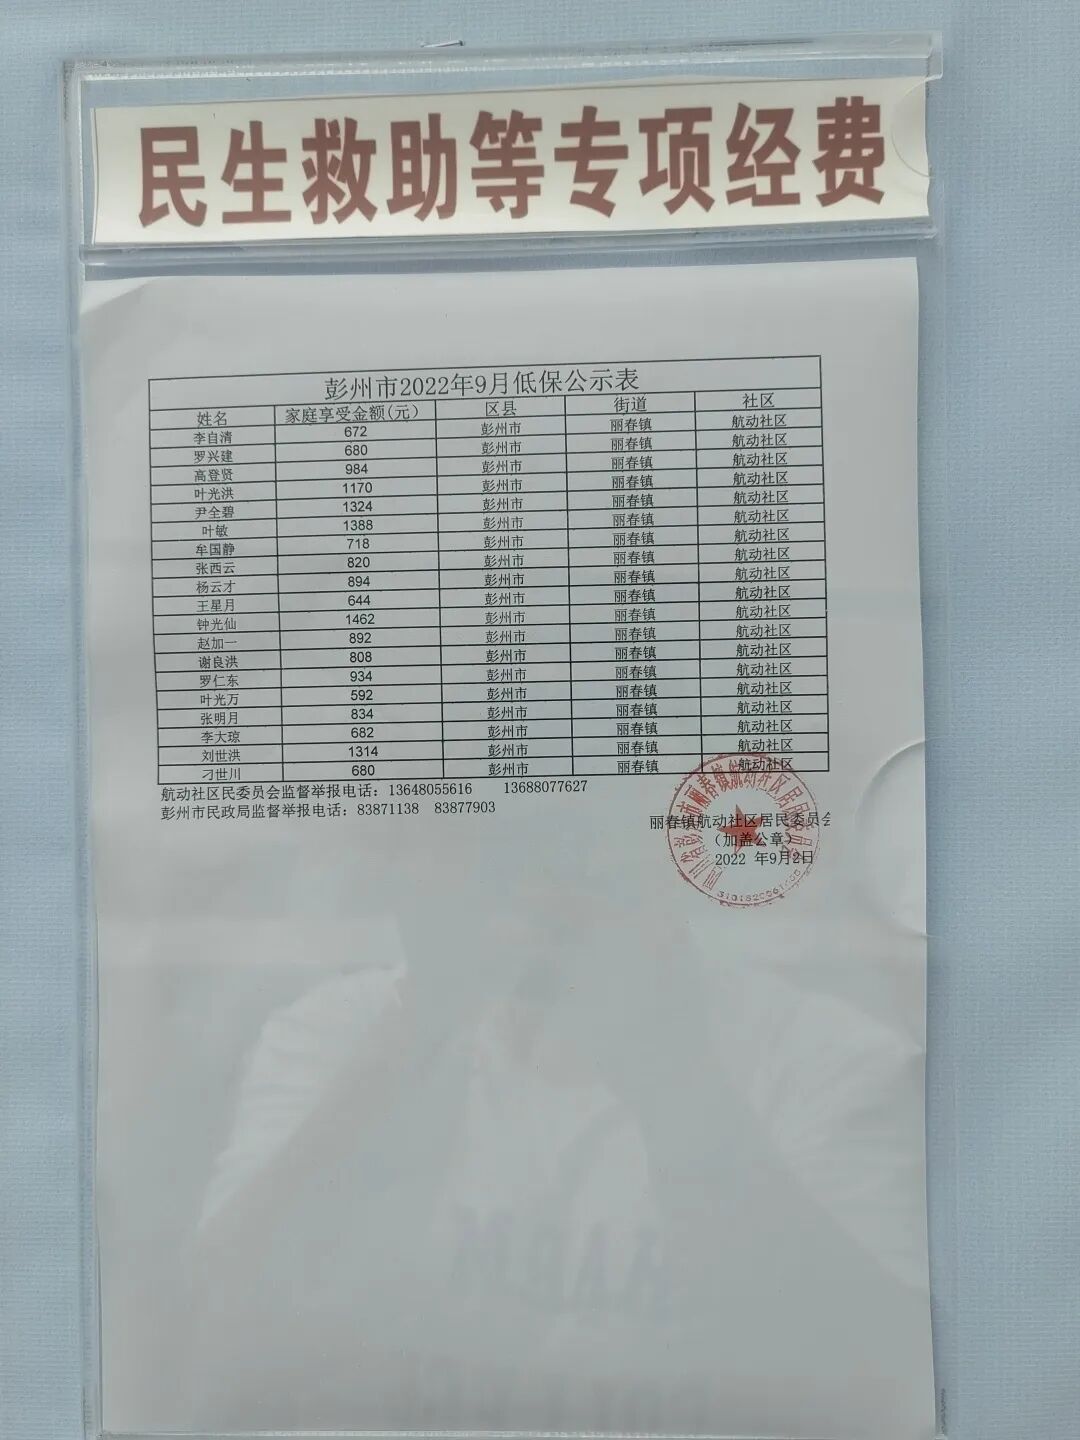 民生救助等专项经费
彭州市2022年9月低保公示表
姓名 家庭享受金额(元) 区县 街道 社区
李自清 672 彭州市 丽春镇 航动社区
罗兴建 680 彭州市 丽春镇 航动社区
高登贤 984 彭州市 丽春镇 航动社区
叶光洪 1170 彭州市 丽春镇 航动社区
尹全碧 1324 彭州市 丽春镇 航动社区
叶敏 1388 彭州市 丽春镇 航动社区
牟国静 718 彭州市 丽春镇 航动社区
张西云 820 彭州市 丽春镇 航动社区
杨云才 894 彭州市 丽春镇 航动社区
王星月 644 彭州市 丽春镇 航动社区
钟光仙 1462 彭州市 丽春镇 航动社区
赵加一 892 彭州市 丽春镇 航动社区
谢良洪 808 彭州市 丽春镇 航动社区
罗仁东 934 彭州市 丽春镇 航动社区
叶光万 592 彭州市 丽春镇 航动社区
张明月 834 彭州市 丽春镇 航动社区
李大琼 682 彭州市 丽春镇 航动社区
刘世洪 1314 彭州市 丽春镇 航动社区
刁世川 680 彭州市 丽春镇 航动社区
航动社区民委员会监督举报电话：13648055616 13688077627
彭州市民政局监督举报电话：83871138 83877903
丽春镇航动社区居民委员会
（加盖公章）
2022 年9月2日